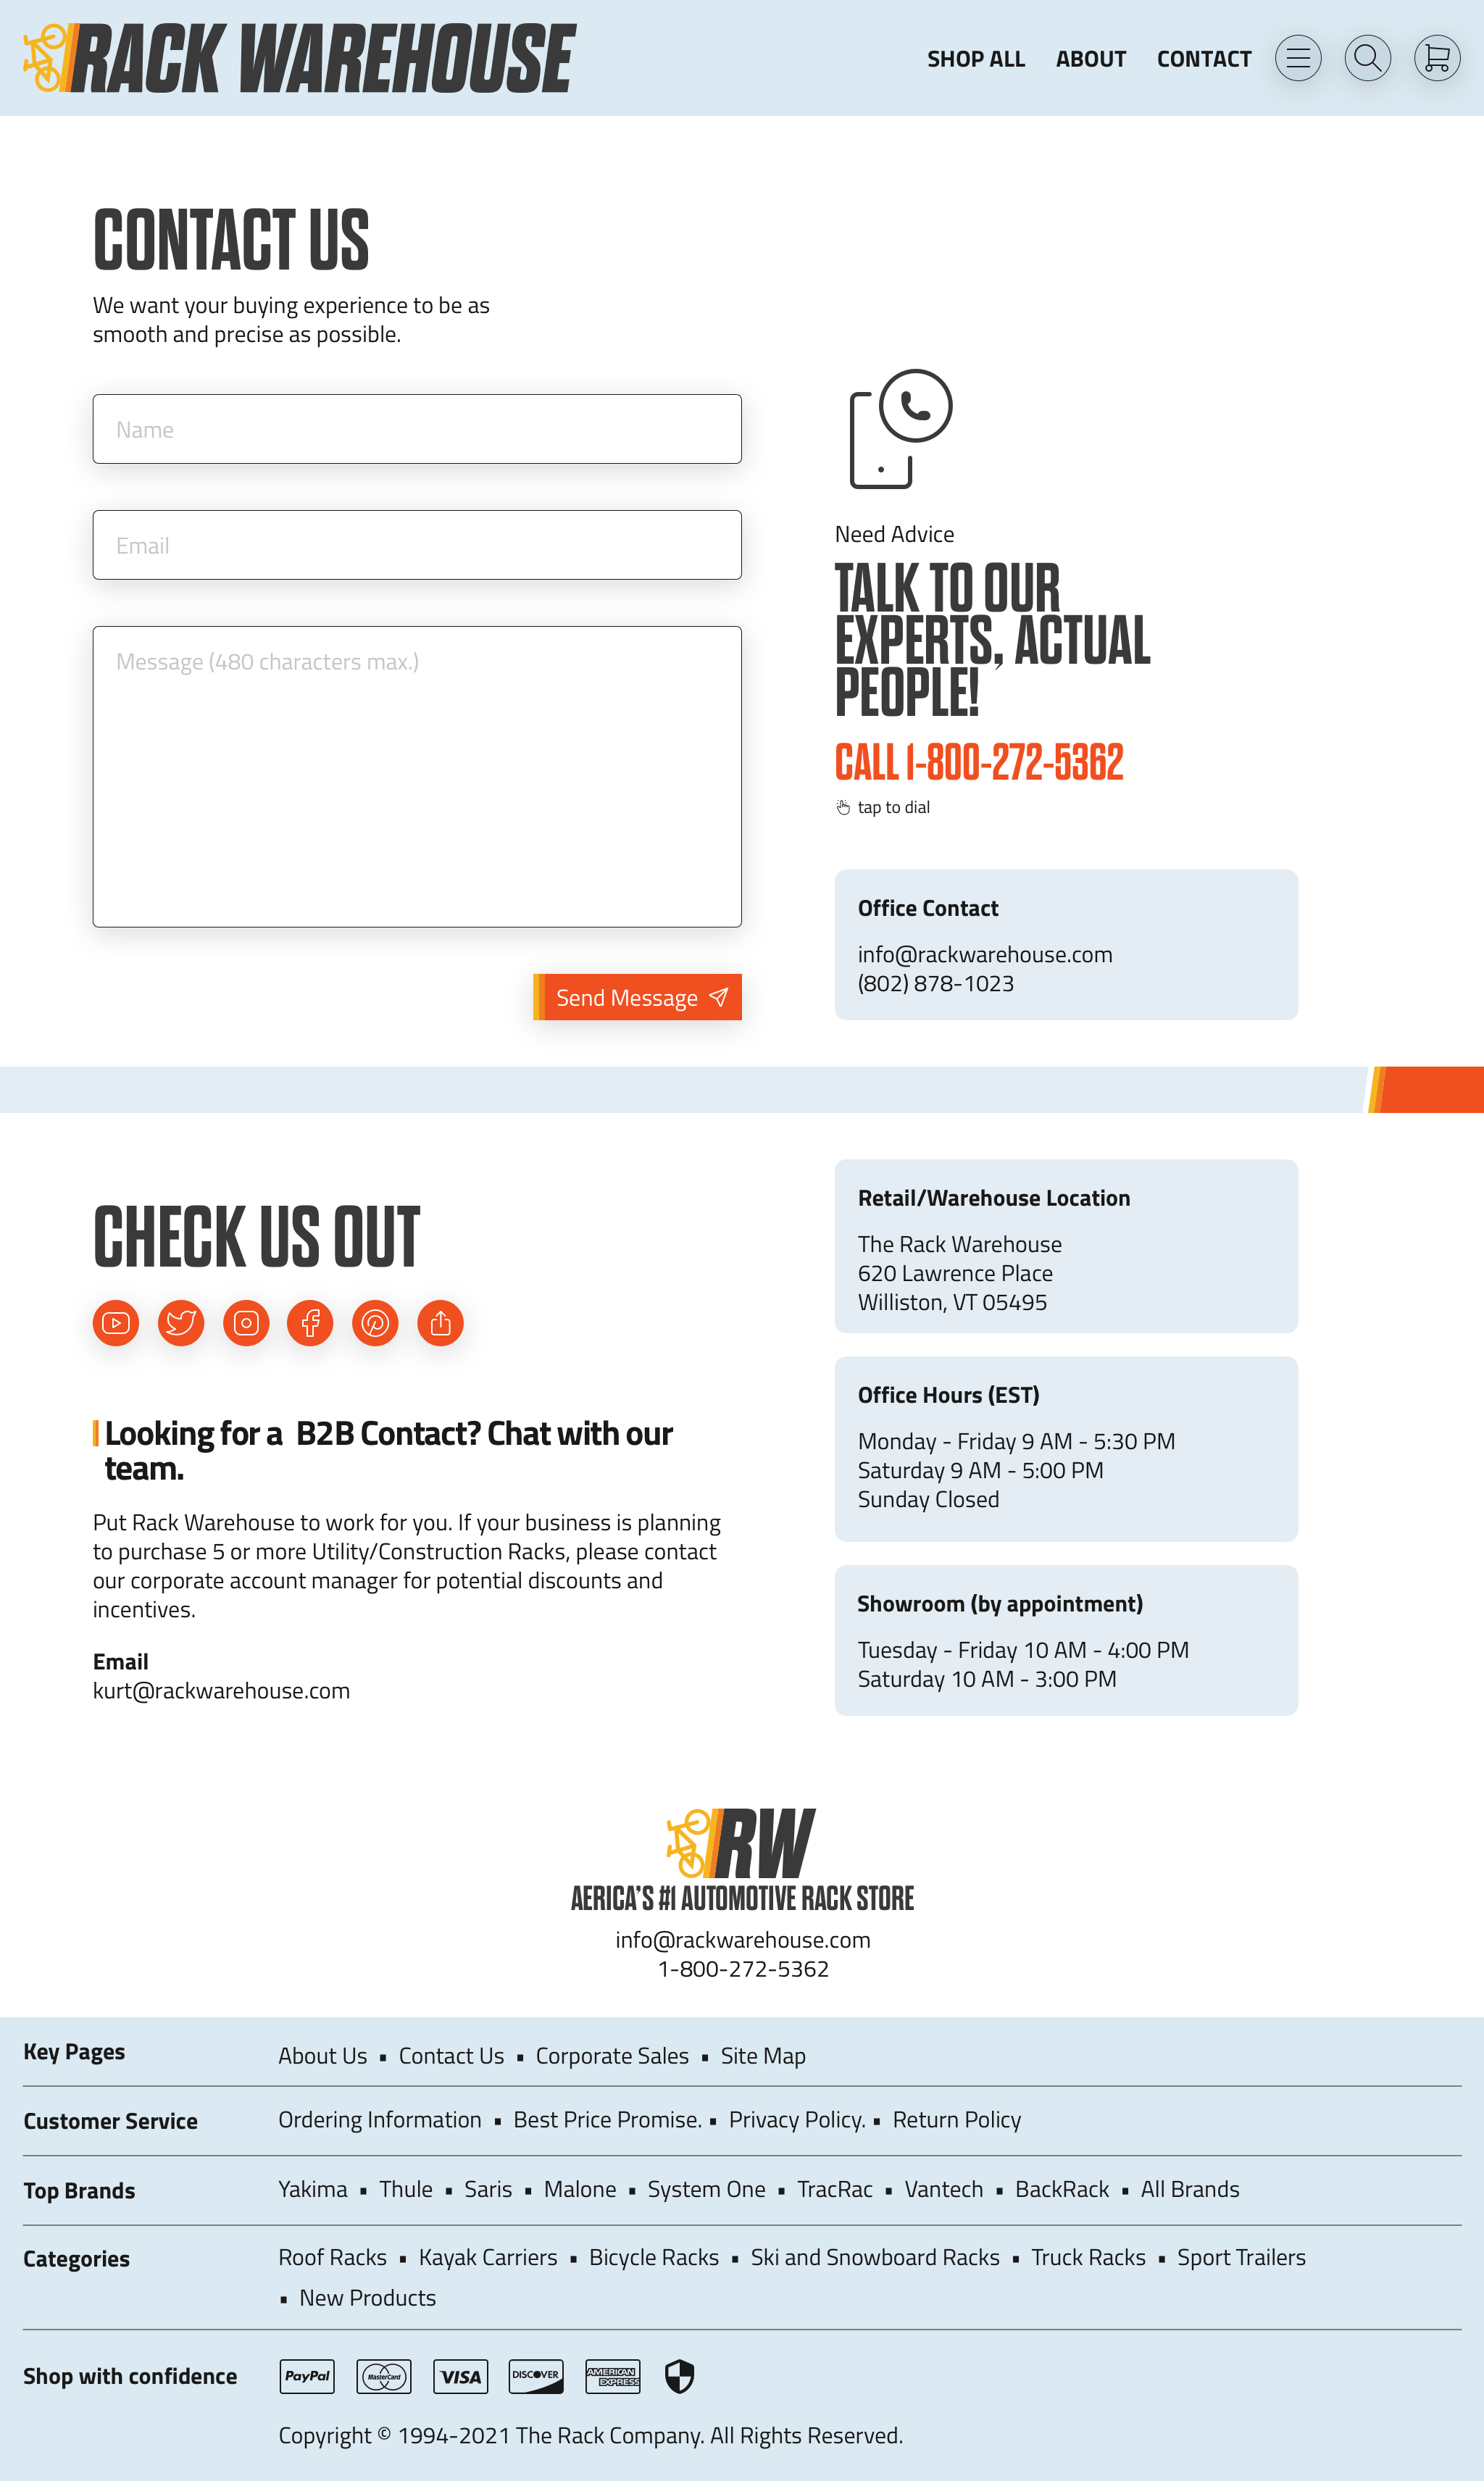 RACK WAREHOUSE
SHOP ALL ABOUT CONTACT
CONTACT US
We want your buying experience to be as
smooth and precise as possible.
Name
Email
Message (480 characters max.)
Send Message
Need Advice
TALK TO OUR
EXPERTS, ACTUAL
PEOPLE!
CALL 1-800-272-5362
tap to dial
Office Contact
info@rackwarehouse.com
(802) 878-1023
CHECK US OUT
Looking for a B2B Contact? Chat with our
team.
Put Rack Warehouse to work for you. If your business is planning
to purchase 5 or more Utility/Construction Racks, please contact
our corporate account manager for potential discounts and
incentives.
Email
kurt@rackwarehouse.com
Retail/Warehouse Location
The Rack Warehouse
620 Lawrence Place
Williston, VT 05495
Office Hours (EST)
Monday - Friday 9 AM - 5:30 PM
Saturday 9 AM - 5:00 PM
Sunday Closed
Showroom (by appointment)
Tuesday - Friday 10 AM - 4:00 PM
Saturday 10 AM - 3:00 PM
RW
AERICA'S #1 AUTOMOTIVE RACK STORE
info@rackwarehouse.com
1-800-272-5362
Key Pages
About Us ▪ Contact Us ▪ Corporate Sales ▪ Site Map
Customer Service
Ordering Information ▪ Best Price Promise. ▪ Privacy Policy. ▪ Return Policy
Top Brands
Yakima ▪ Thule ▪ Saris ▪ Malone ▪ System One ▪ TracRac ▪ Vantech ▪ BackRack ▪ All Brands
Categories
Roof Racks ▪ Kayak Carriers ▪ Bicycle Racks ▪ Ski and Snowboard Racks ▪ Truck Racks ▪ Sport Trailers
▪ New Products
Shop with confidence
PayPal MasterCard VISA DISCOVER AMERICAN EXPRESS
Copyright © 1994-2021 The Rack Company. All Rights Reserved.